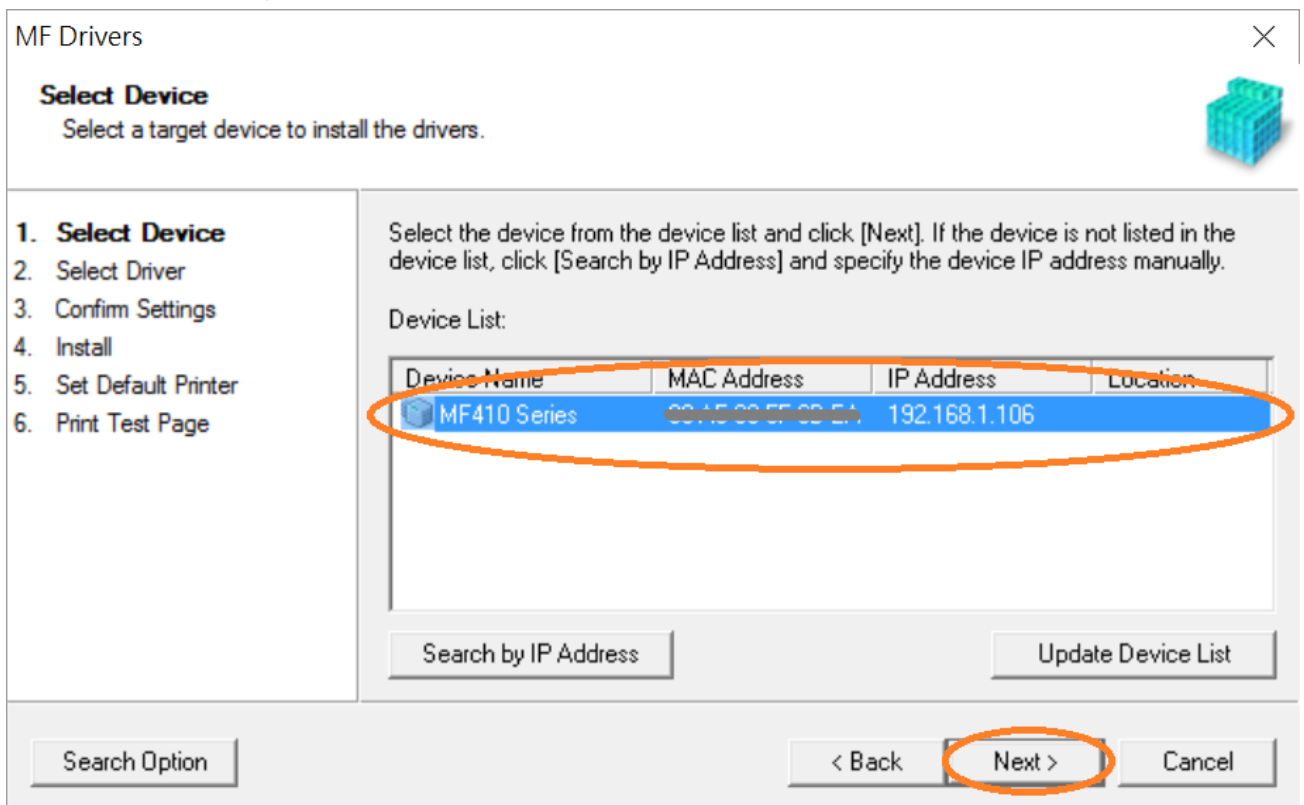 MF Drivers
Select Device
Select a target device to install the drivers.
1. Select Device
2. Select Driver
3. Confirm Settings
4. Install
5. Set Default Printer
6. Print Test Page
Select the device from the device list and click [Next]. If the device is not listed in the
device list, click [Search by IP Address] and specify the device IP address manually.
Device List:
Device Name MAC Address IP Address Location
MF410 Series 192.168.1.106
Search by IP Address Update Device List
Search Option < Back Next > Cancel